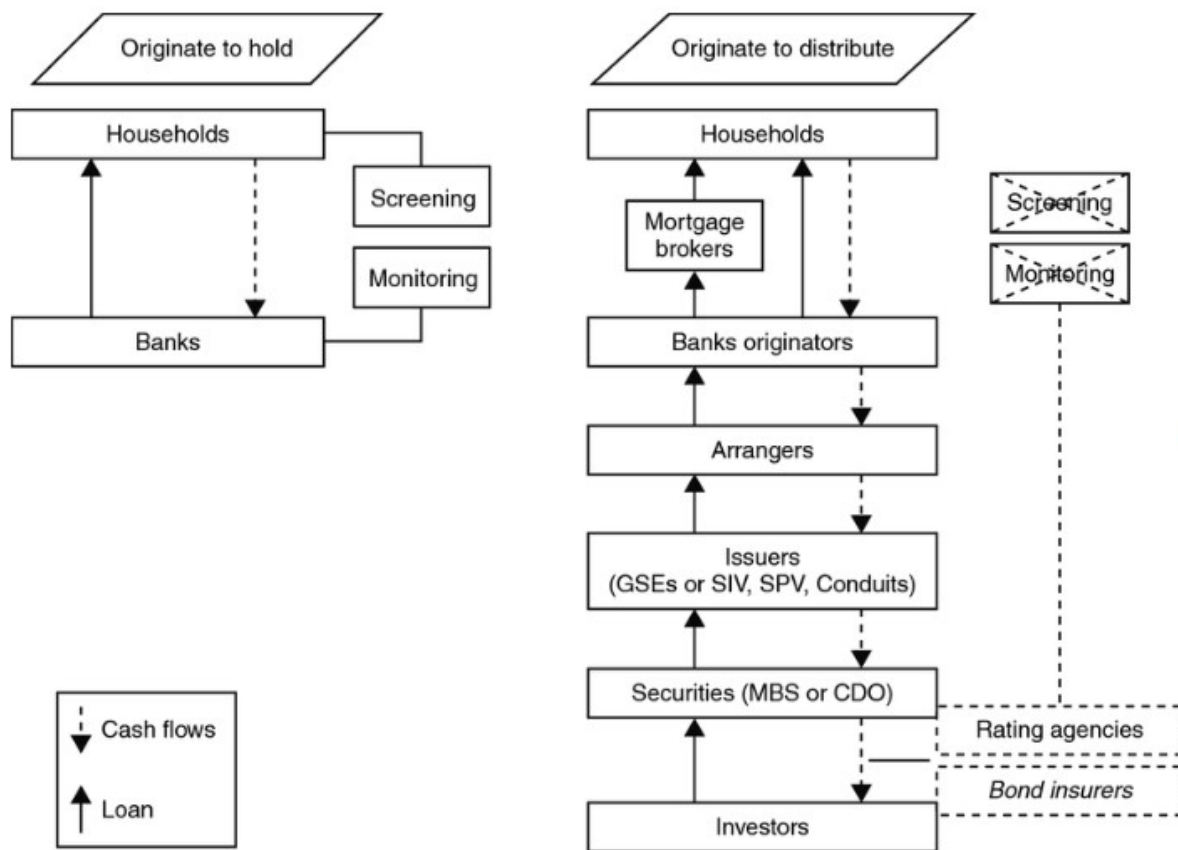 Originate to hold
Households
Screening
Monitoring
Banks
Cash flows
Loan
Originate to distribute
Households
Mortgage
brokers
Screening
Monitoring
Banks originators
Arrangers
Issuers
(GSEs or SIV, SPV, Conduits)
Securities (MBS or CDO)
Rating agencies
Bond insurers
Investors